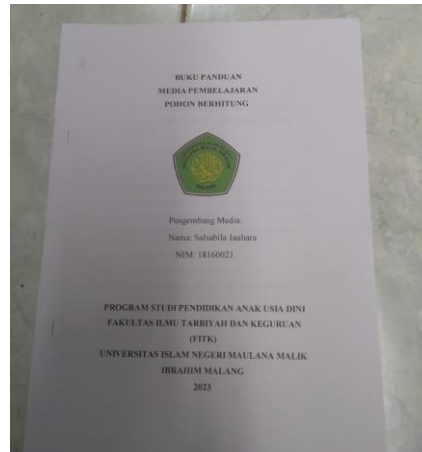 BUKU PANDUAN
MEDIA PEMBELAJARAN
POHON BERHITUNG
Pengembang Media:
Nama: Salsabila Jauhara
NIM: 18160021
PROGRAM STUDI PENDIDIKAN ANAK USIA DINI
FAKULTAS ILMU TARBIYAH DAN KEGURUAN
(FITK)
UNIVERSITAS ISLAM NEGERI MAULANA MALIK
IBRAHIM MALANG
2023